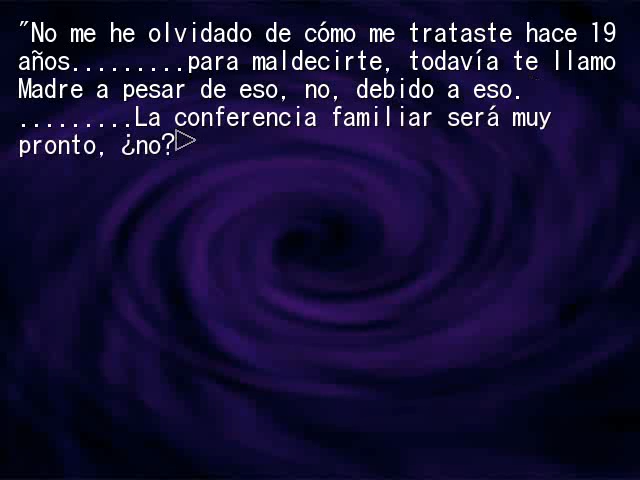 "No me he olvidado de cómo me trataste hace 19
años.........para maldecirte, todavía te llamo
Madre a pesar de eso, no, debido a eso.
.........La conferencia familiar será muy
pronto, ¿no?